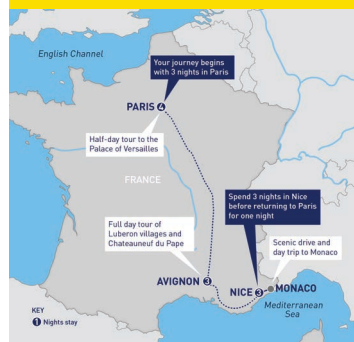 English Channel
Your journey begins
with 3 nights in Paris
PARIS 4
Half-day tour to the
Palace of Versailles
FRANCE
Full day tour of
Luberon villages and
Chateauneuf du Pape
Spend 3 nights in Nice
before returning to Paris
for one night
Scenic drive and
day trip to Monaco
AVIGNON 3
NICE 3 MONACO
Mediterranean
Sea
KEY
1 Nights stay